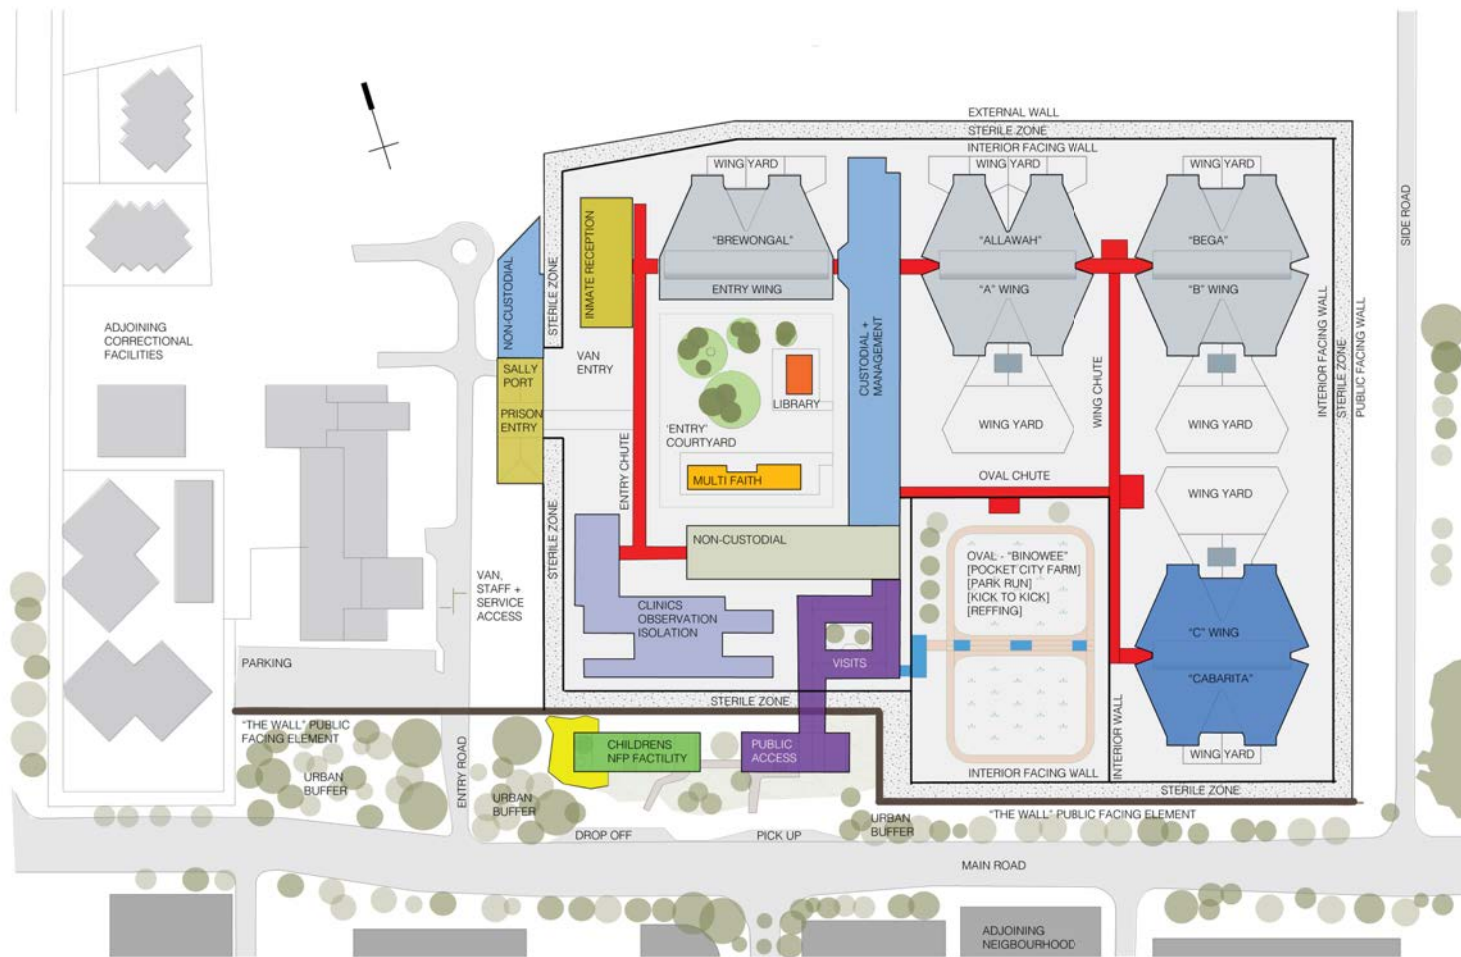 EXTERNAL WALL
STERILE ZONE
INTERIOR FACING WALL
WING YARD
WING YARD
WING YARD
SIDE ROAD
"BREWONGAL"
"ALLAWAH"
"BEGA"
NON-CUSTODIAL
STERILE ZONE
INMATE RECEPTION
ENTRY WING
"A" WING
"B" WING
ADJOINING
CORRECTIONAL
FACILITIES
VAN
ENTRY
CUSTODIAL +
MANAGEMENT
WING CHUTE
INTERIOR FACING WALL
STERILE ZONE
PUBLIC FACING WALL
SALLY
PORT
PRISON
ENTRY
LIBRARY
'ENTRY'
COURTYARD
WING YARD
WING YARD
ENTRY CHUTE
MULTI FAITH
OVAL CHUTE
WING YARD
STERILE ZONE
NON-CUSTODIAL
OVAL - "BINOWEE"
[POCKET CITY FARM]
[PARK RUN]
[KICK TO KICK]
[REFFING]
VAN,
STAFF +
SERVICE
ACCESS
CLINICS
OBSERVATION
ISOLATION
"C" WING
PARKING
VISITS
"CABARITA"
STERILE ZONE
"THE WALL" PUBLIC
FACING ELEMENT
CHILDRENS
NFP FACTILITY
PUBLIC
ACCESS
INTERIOR WALL
WING YARD
INTERIOR FACING WALL
URBAN
BUFFER
ENTRY ROAD
URBAN
BUFFER
STERILE ZONE
"THE WALL" PUBLIC FACING ELEMENT
URBAN
BUFFER
DROP OFF
PICK UP
MAIN ROAD
ADJOINING
NEIGBOURHOOD